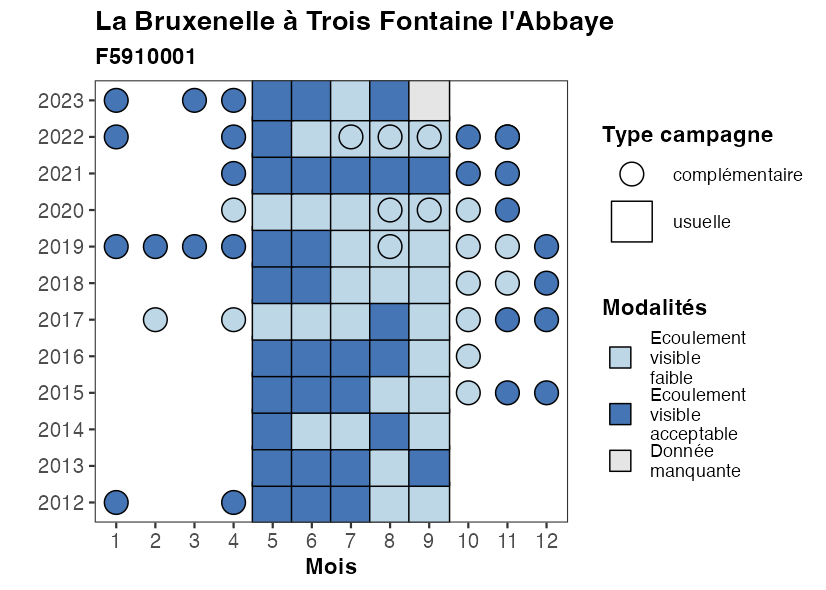 La Bruxenelle à Trois Fontaine l'Abbaye
F5910001
2023
2022
2021
2020
2019
2018
2017
2016
2015
2014
2013
2012
1 2 3 4 5 6 7 8 9 10 11 12
Mois
Type campagne
complémentaire
usuelle
Modalités
Ecoulement
visible
faible
Ecoulement
visible
acceptable
Donnée
manquante